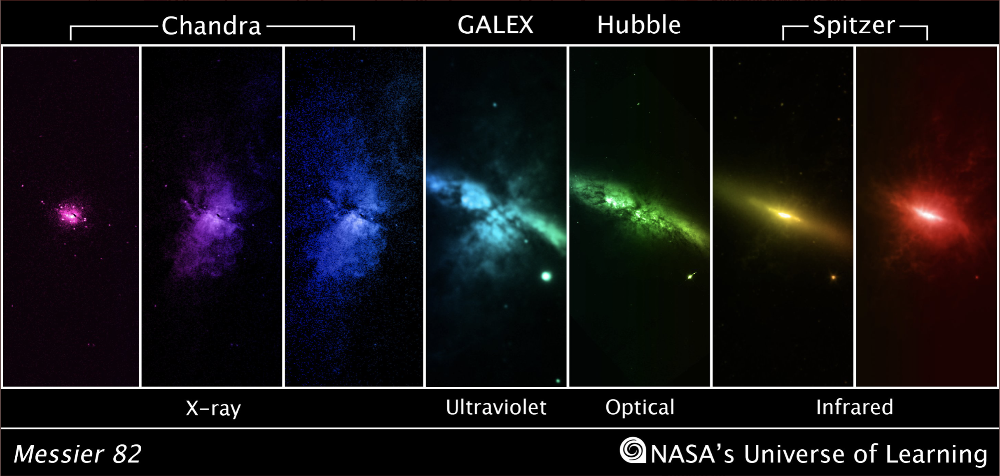 Chandra GALEX Hubble Spitzer
X-ray Ultraviolet Optical Infrared
Messier 82 NASA's Universe of Learning